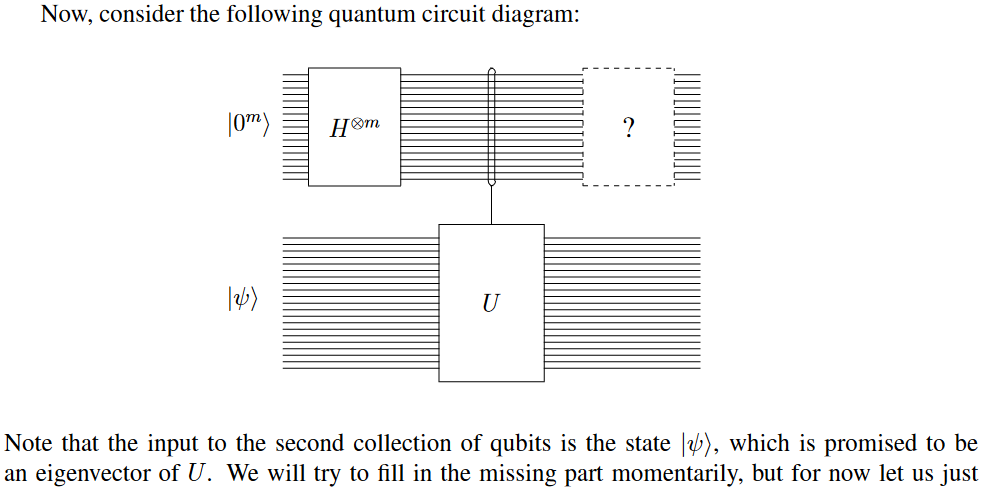 Now, consider the following quantum circuit diagram:
|0^m⟩
H^{⊗m}
?
|ψ⟩
U
Note that the input to the second collection of qubits is the state |ψ⟩, which is promised to be
an eigenvector of U. We will try to fill in the missing part momentarily, but for now let us just